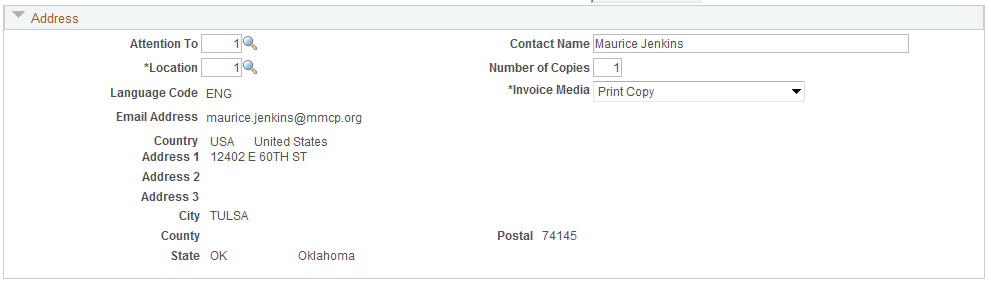 Address
Attention To 1 Contact Name Maurice Jenkins
*Location 1 Number of Copies 1
Language Code ENG *Invoice Media Print Copy
Email Address maurice.jenkins@mmcp.org
Country USA United States
Address 1 12402 E 60TH ST
Address 2
Address 3
City TULSA
County Postal 74145
State OK Oklahoma